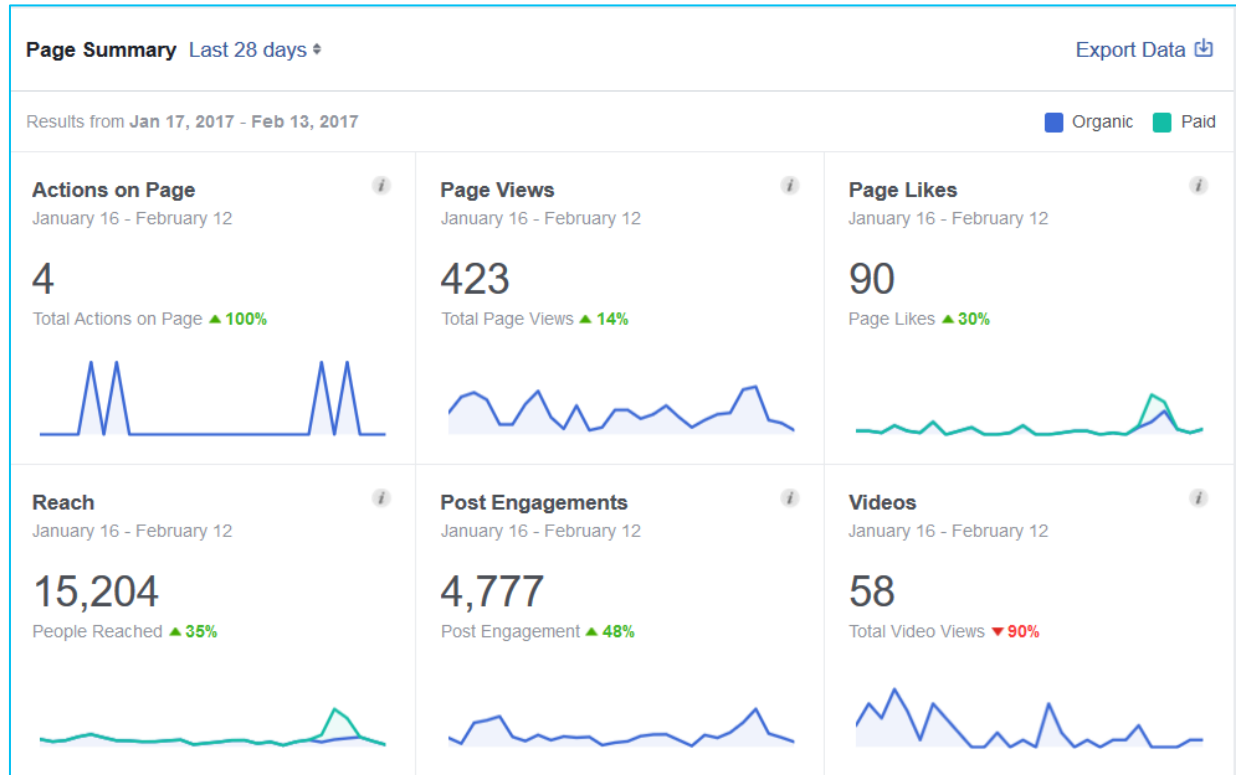 Page Summary Last 28 days
Export Data
Results from Jan 17, 2017 - Feb 13, 2017
Organic Paid
Actions on Page
January 16 - February 12
4
Total Actions on Page ▲ 100%
Page Views
January 16 - February 12
423
Total Page Views ▲ 14%
Page Likes
January 16 - February 12
90
Page Likes ▲ 30%
Reach
January 16 - February 12
15,204
People Reached ▲ 35%
Post Engagements
January 16 - February 12
4,777
Post Engagement ▲ 48%
Videos
January 16 - February 12
58
Total Video Views ▼ 90%